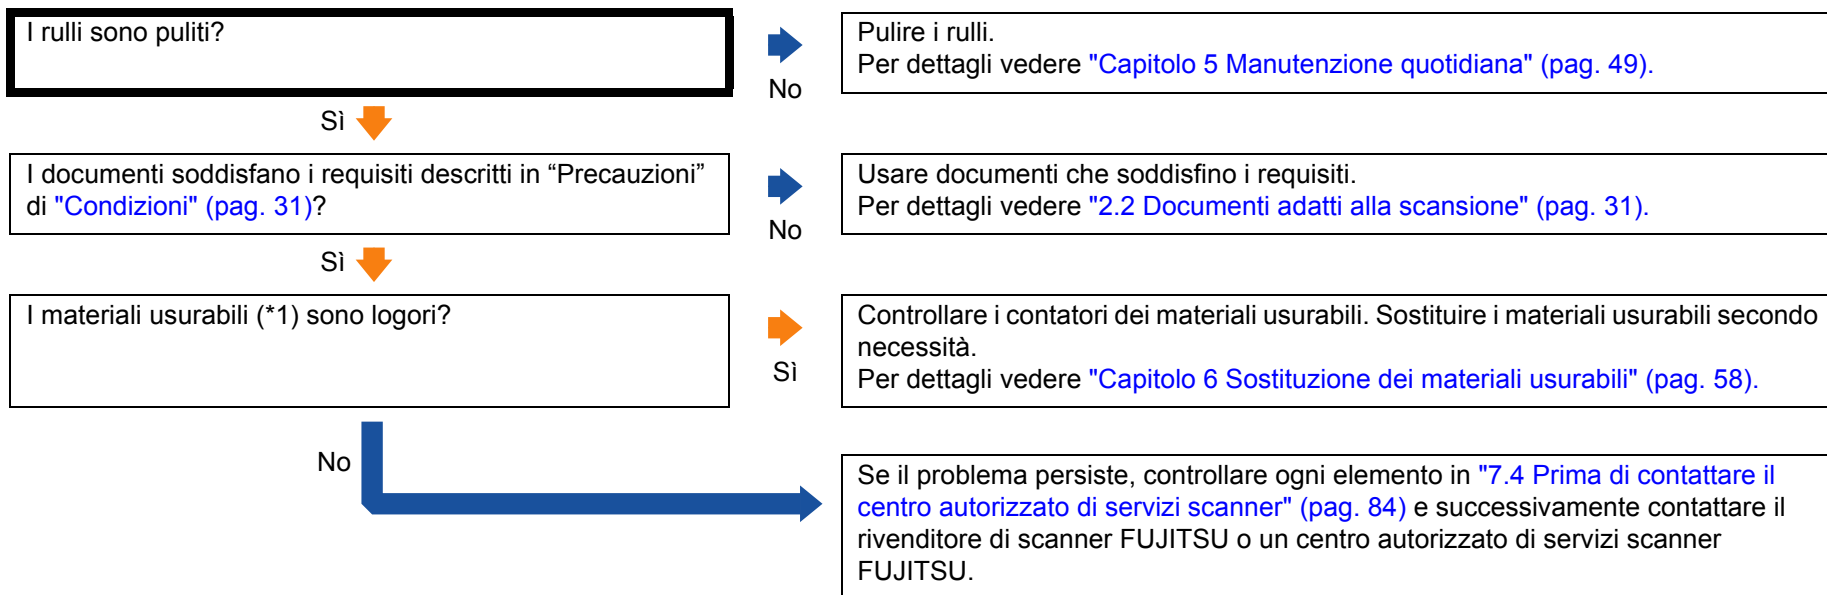 I rulli sono puliti?
No
Pulire i rulli.
Per dettagli vedere "Capitolo 5 Manutenzione quotidiana" (pag. 49).
Sì
I documenti soddisfano i requisiti descritti in “Precauzioni”
di "Condizioni" (pag. 31)?
No
Usare documenti che soddisfino i requisiti.
Per dettagli vedere "2.2 Documenti adatti alla scansione" (pag. 31).
Sì
I materiali usurabili (*1) sono logori?
Sì
Controllare i contatori dei materiali usurabili. Sostituire i materiali usurabili secondo
necessità.
Per dettagli vedere "Capitolo 6 Sostituzione dei materiali usurabili" (pag. 58).
No
Se il problema persiste, controllare ogni elemento in "7.4 Prima di contattare il
centro autorizzato di servizi scanner" (pag. 84) e successivamente contattare il
rivenditore di scanner FUJITSU o un centro autorizzato di servizi scanner
FUJITSU.